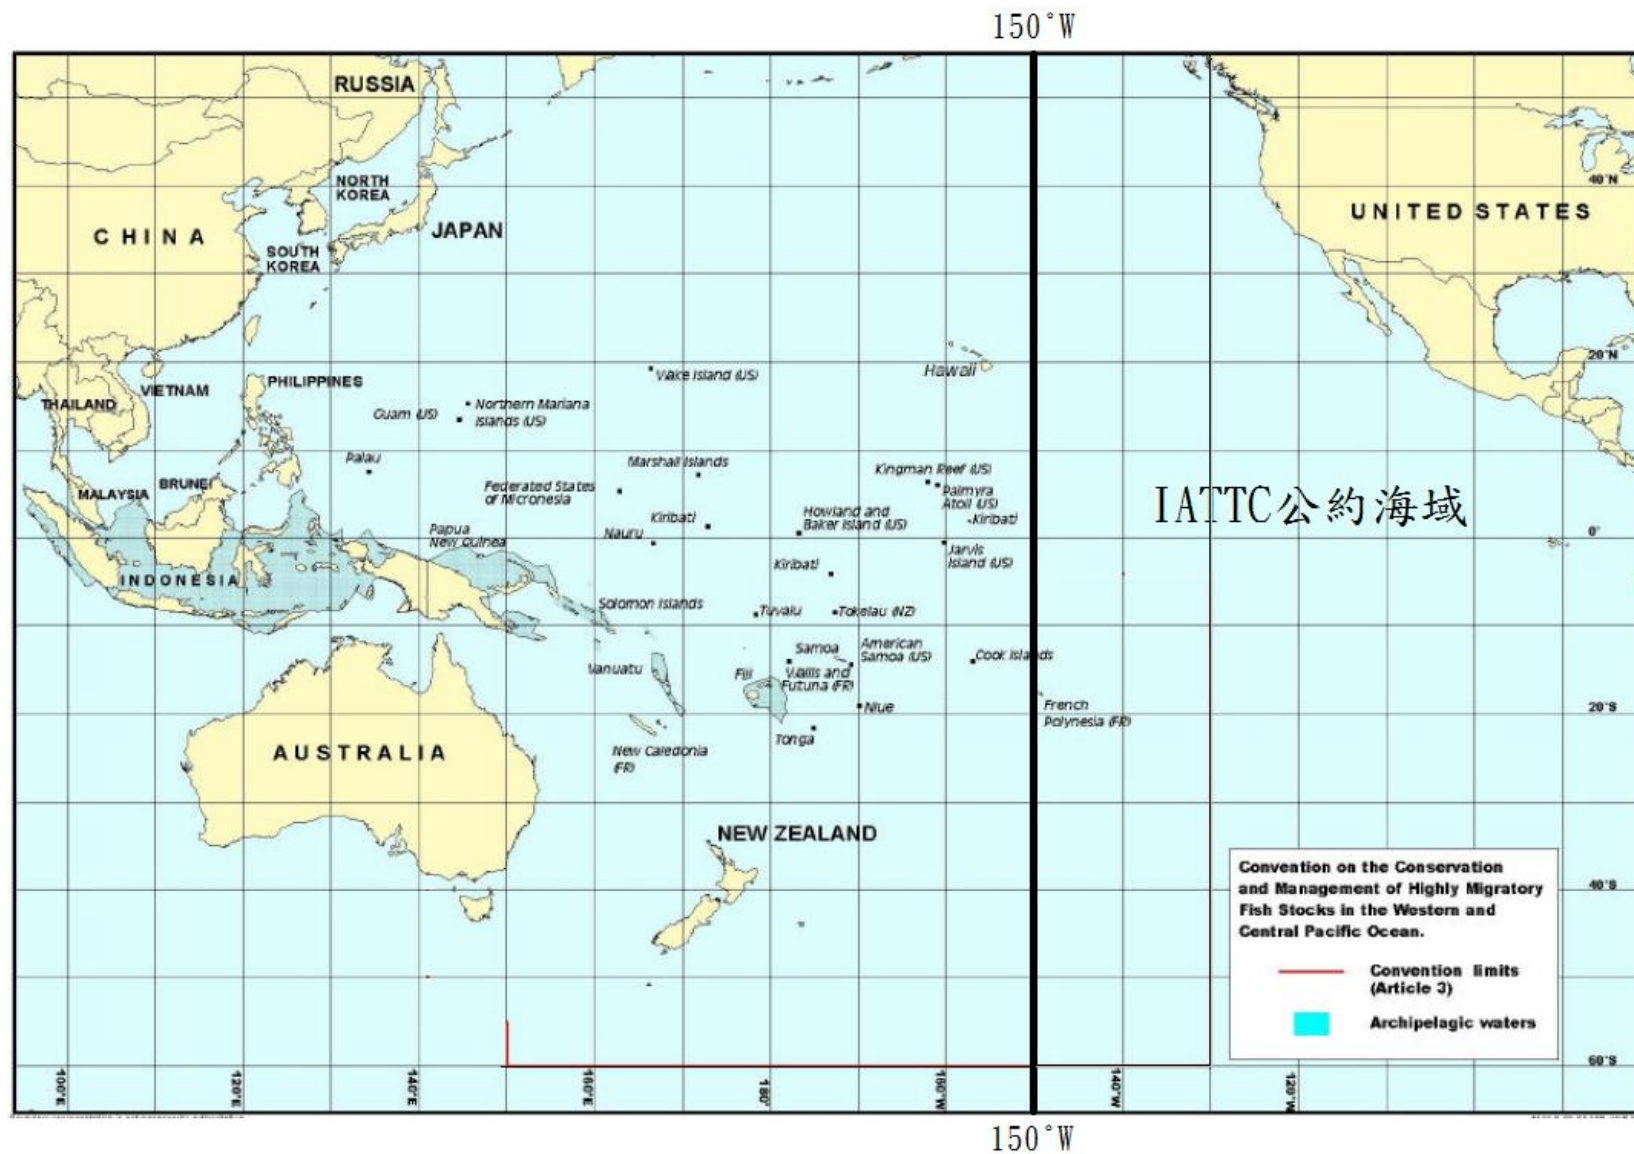 150°W
RUSSIA
NORTH
KOREA
CHINA
JAPAN
SOUTH
KOREA
UNITED STATES
40°N
20°N
Hawaii
Wake Island (US)
PHILIPPINES
VIETNAM
THAILAND
Guam (US)
Northern Mariana
Islands (US)
Palau
Marshall Islands
Kingman Reef (US)
BRUNEI
MALAYSIA
Federated States
of Micronesia
Palmyra
Atoll (US)
IATTC公約海域
Kiribati
Howland and
Baker Island (US)
Kiribati
Papua
New Guinea
Nauru
0°
Jarvis
Island (US)
Kiribati
INDONESIA
Solomon Islands
Tuvalu
Tokelau (NZ)
Samoa
American
Samoa (US)
Cook Islands
Vanuatu
Fiji
Wallis and
Futuna (FR)
Niue
French
Polynesia (FR)
20°S
Tonga
AUSTRALIA
New Caledonia
(FR)
NEW ZEALAND
Convention on the Conservation
and Management of Highly Migratory
Fish Stocks in the Western and
Central Pacific Ocean.
Convention limits
(Article 3)
Archipelagic waters
40°S
60°S
100°E
120°E
140°E
160°E
180°
160°W
140°W
120°W
150°W